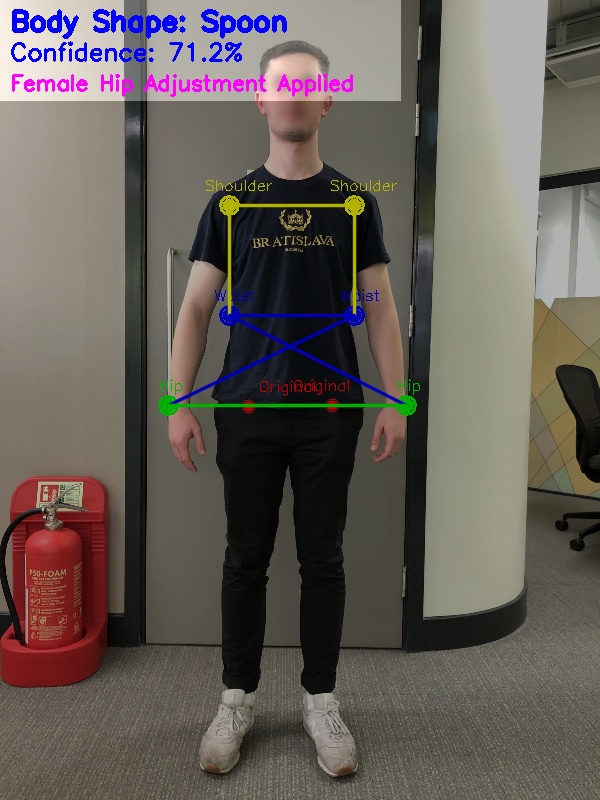 Body Shape: Spoon
Confidence: 71.2%
Female Hip Adjustment Applied
Shoulder Shoulder
BRATISLAVA
SLOVAKIA
Waist Waist
Hip Original Original Hip
P50-FOAM